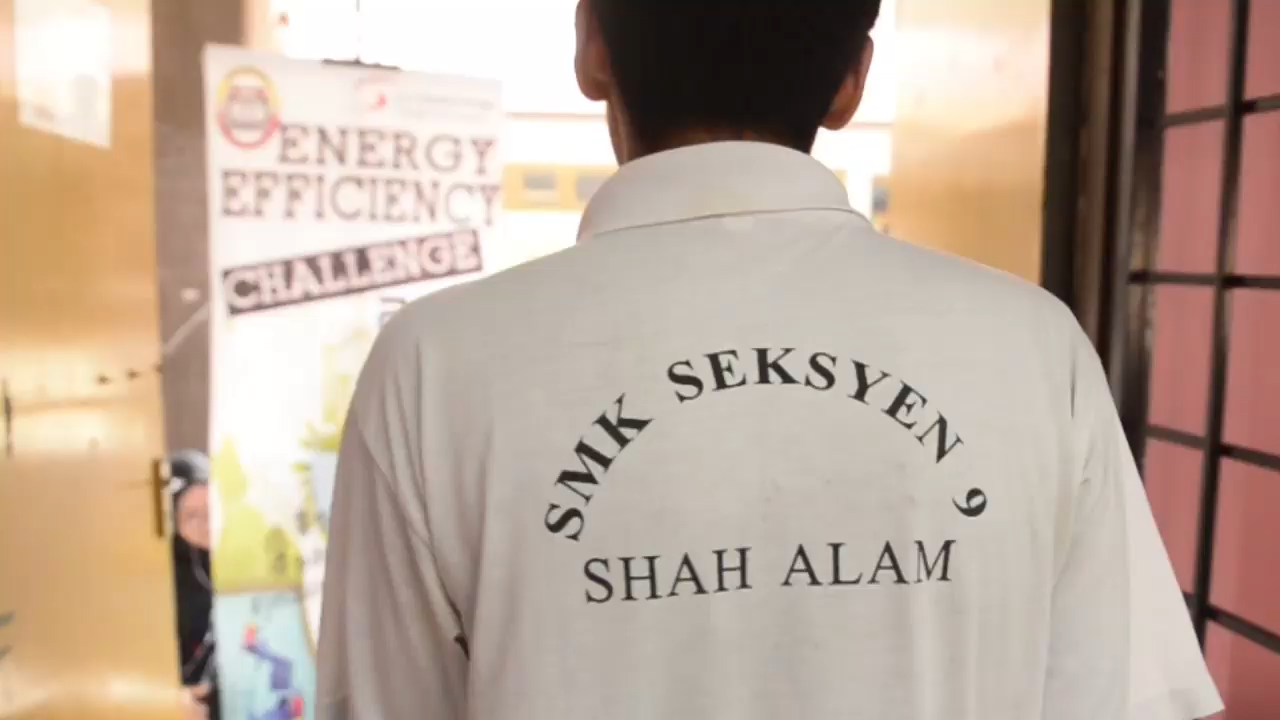 ENERGY
EFFICIENCY
CHALLENGE
SMK SEKSYEN 9
SHAH ALAM